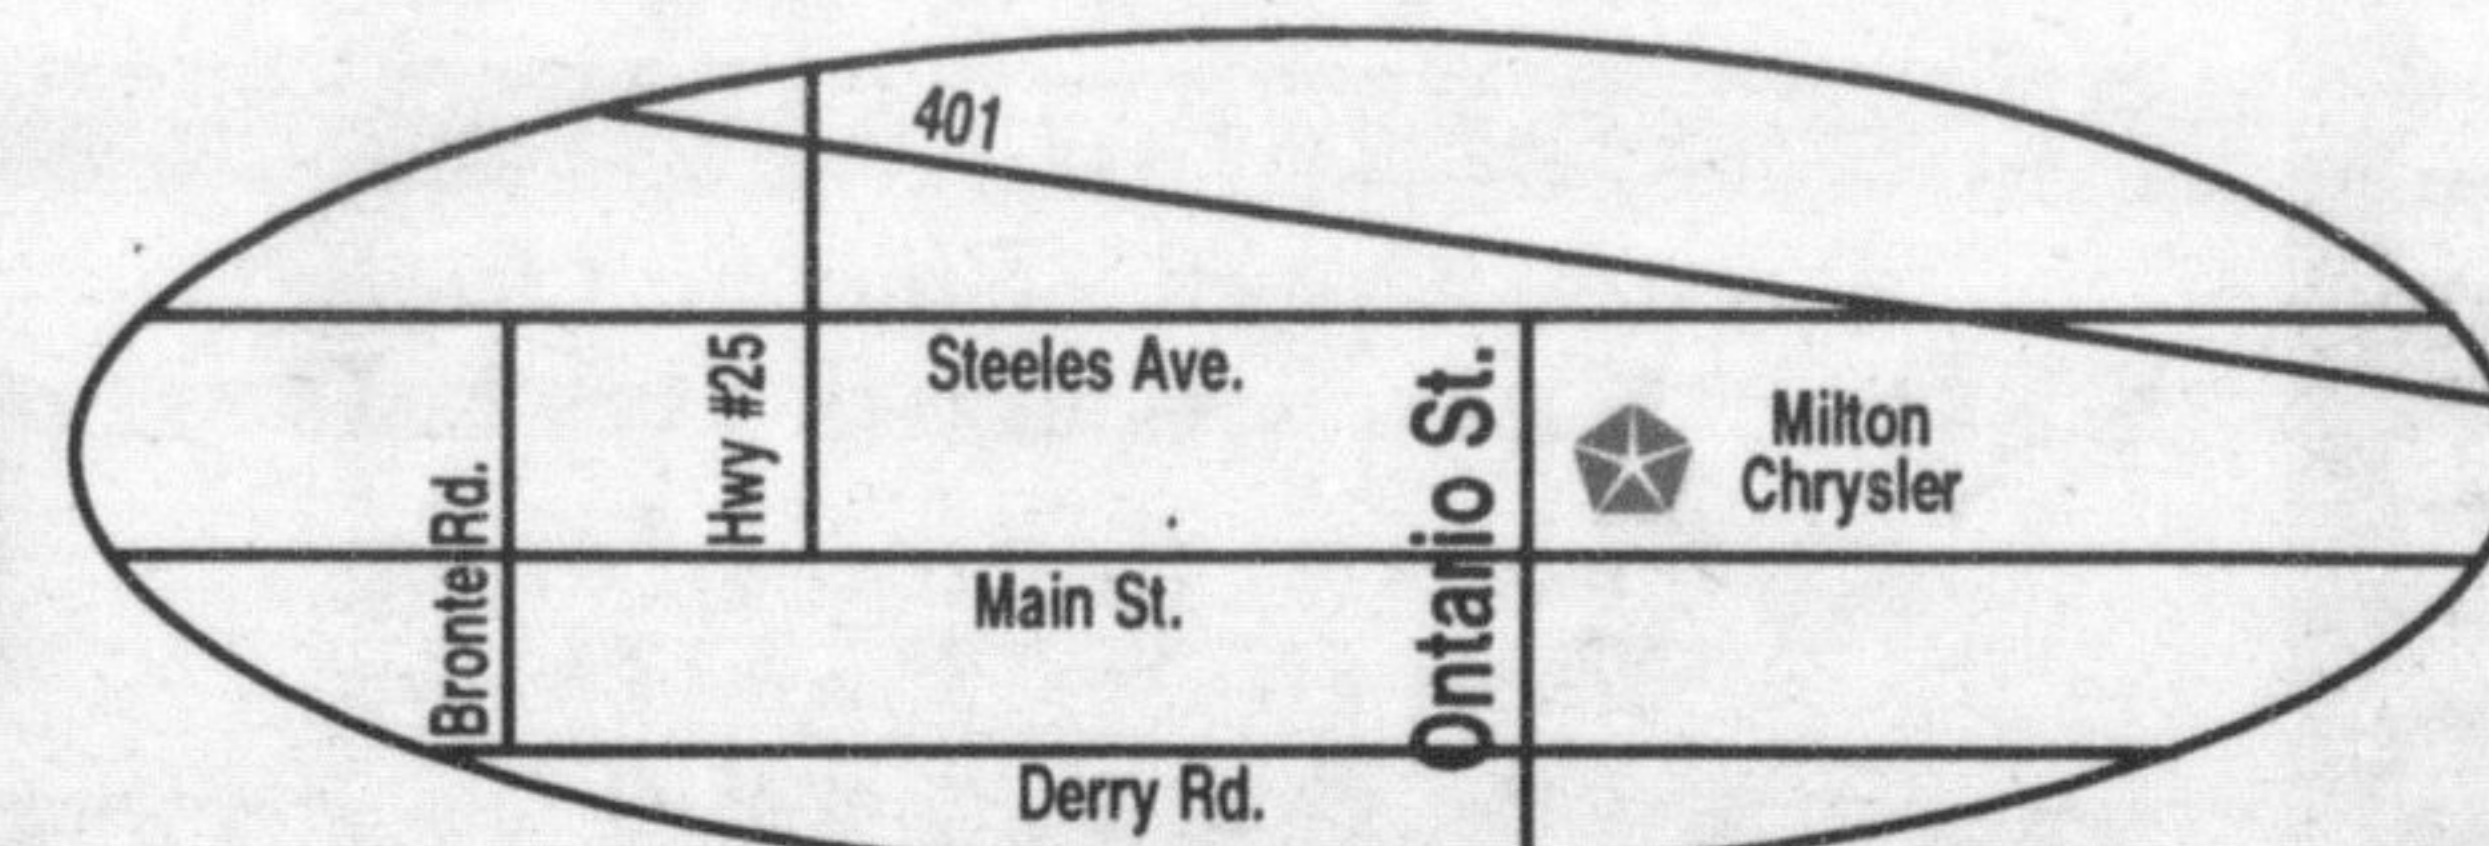 401
Hwy #25
Steeles Ave.
Ontario St.
Milton
Chrysler
Bronte Rd.
Main St.
Derry Rd.